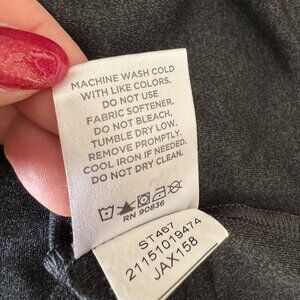 MACHINE WASH COLD
WITH LIKE COLORS.
DO NOT USE
FABRIC SOFTENER.
DO NOT BLEACH.
TUMBLE DRY LOW.
REMOVE PROMPTLY.
COOL IRON IF NEEDED.
DO NOT DRY CLEAN.
RN 90836
ST467
21151019474
JAX158